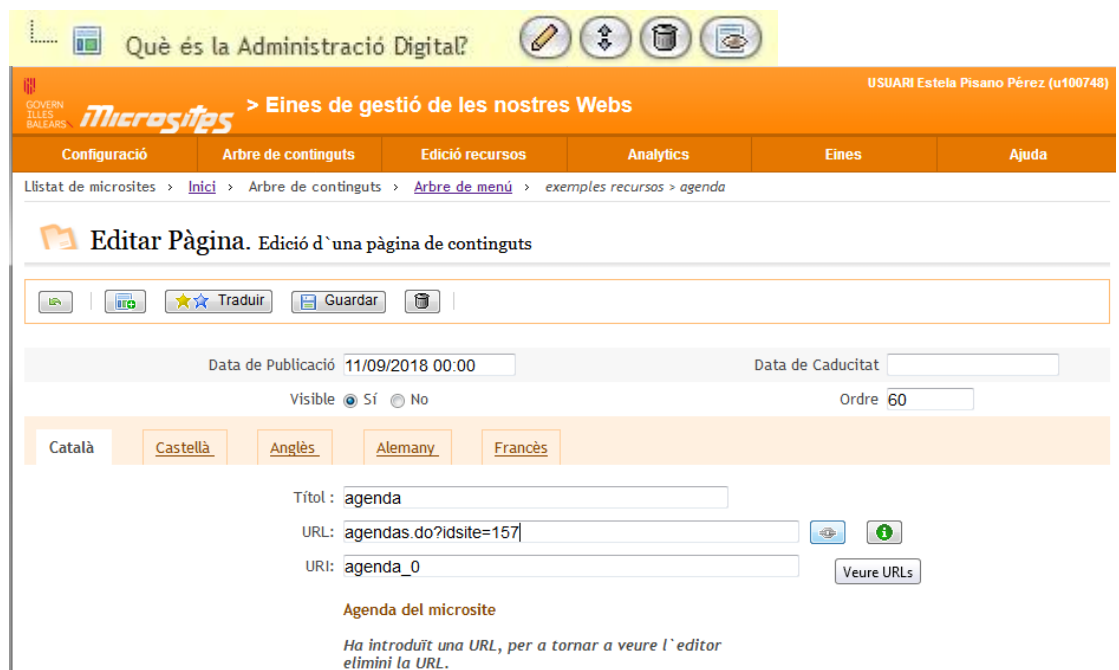 Què és la Administració Digital?
USUARI Estela Pisano Pérez (u100748)
GOVERN
ILLES
BALEARS
Microsites
> Eines de gestió de les nostres Webs
Configuració Arbre de continguts Edició recursos Analytics Eines Ajuda
Llistat de microsites > Inici > Arbre de continguts > Arbre de menú > exemples recursos > agenda
Editar Pàgina. Edició d`una pàgina de continguts
Traduir Guardar
Data de Publicació 11/09/2018 00:00 Data de Caducitat
Visible Sí No Ordre 60
Català Castellà Anglès Alemany Francès
Títol : agenda
URL: agendas.do?idsite=157
URI: agenda_0 Veure URLs
Agenda del microsite
Ha introduït una URL, per a tornar a veure l`editor
elimini la URL.